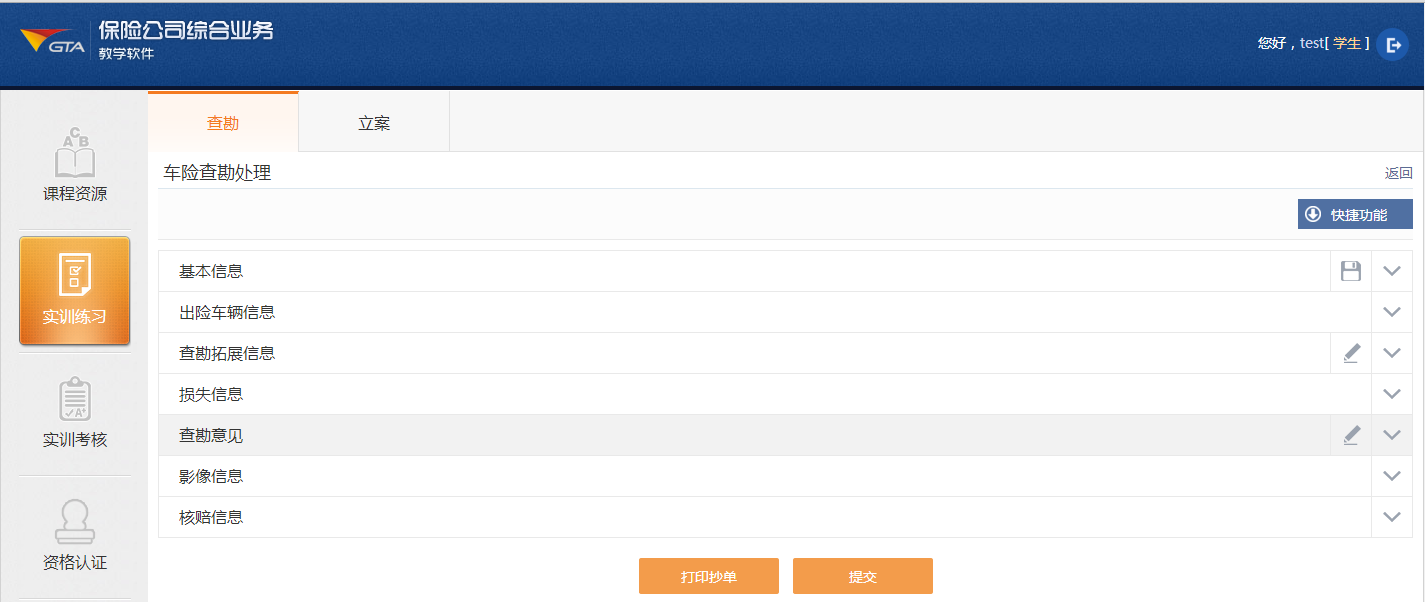 GTA
保险公司综合业务
教学软件
您好，test[ 学生 ]
课程资源
实训练习
实训考核
资格认证
查勘
立案
车险查勘处理
返回
快捷功能
基本信息
出险车辆信息
查勘拓展信息
损失信息
查勘意见
影像信息
核赔信息
打印抄单
提交